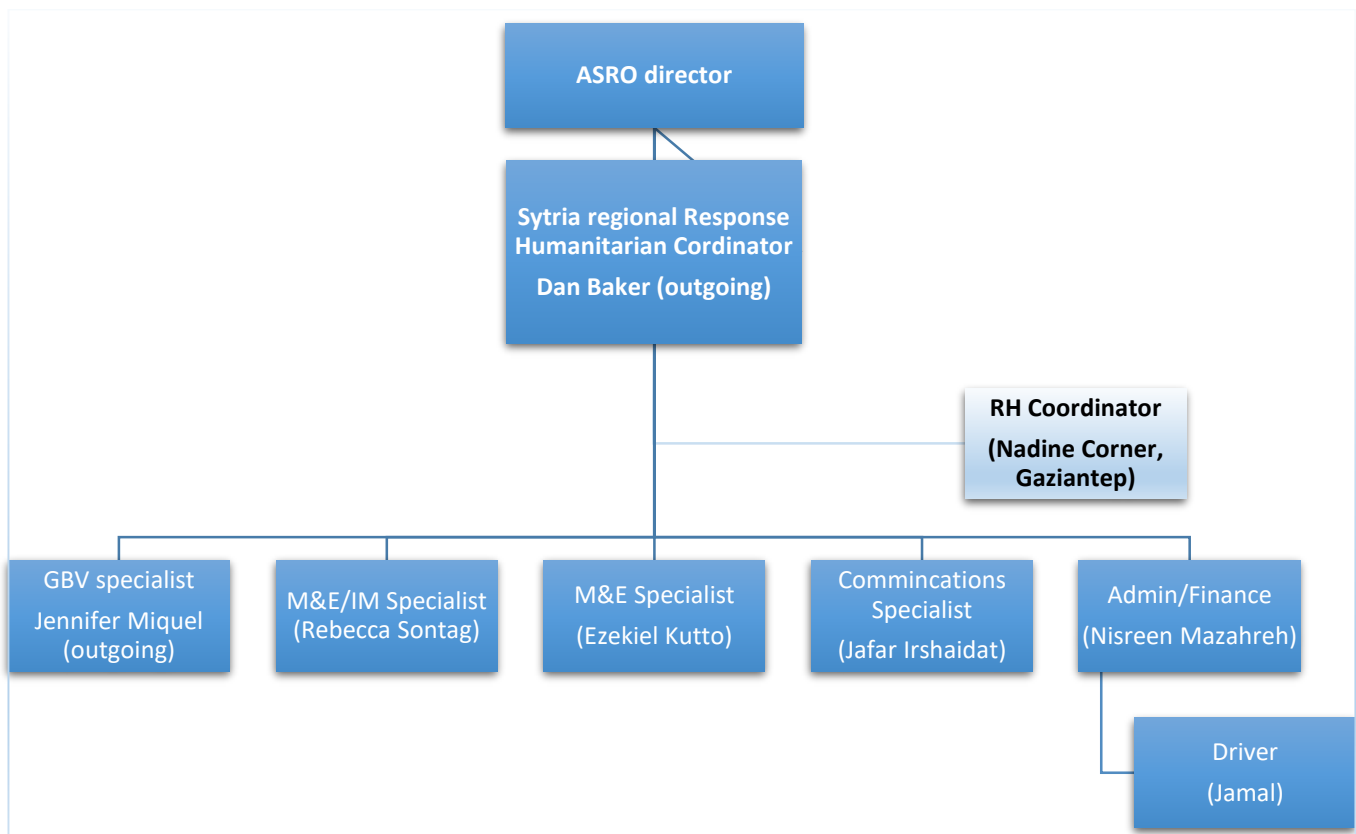 ASRO director
Sytria regional Response
Humanitarian Cordinator
Dan Baker (outgoing)
RH Coordinator
(Nadine Corner,
Gaziantep)
GBV specialist
Jennifer Miquel
(outgoing)
M&E/IM Specialist
(Rebecca Sontag)
M&E Specialist
(Ezekiel Kutto)
Commincations
Specialist
(Jafar Irshaidat)
Admin/Finance
(Nisreen Mazahreh)
Driver
(Jamal)